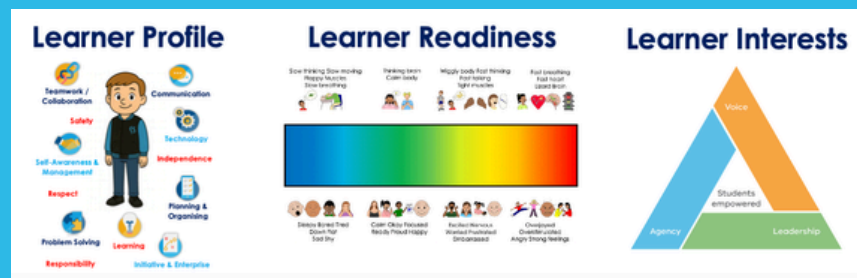 Learner Profile
Teamwork /
Collaboration
Communication
Safety
Technology
Self-Awareness &
Management
Independence
Respect
Planning &
Organising
Problem Solving
Learning
Responsibility
Initiative & Enterprise
Learner Readiness
Slow thinking Slow moving
Happy Muscles
Slow breathing
Thinking brain
Calm body
Wiggly body Fast thinking
Fast talking
Tight muscles
Fast breathing
Fast heart
Lizard Brain
Sleepy Bored Tired
Down Flat
Sad Shy
Calm Okay Focused
Ready Proud Happy
Excited Nervous
Worried Frustrated
Embarrassed
Overjoyed
Overstimulated
Angry Strong Feelings
Learner Interests
Voice
Students
empowered
Agency
Leadership